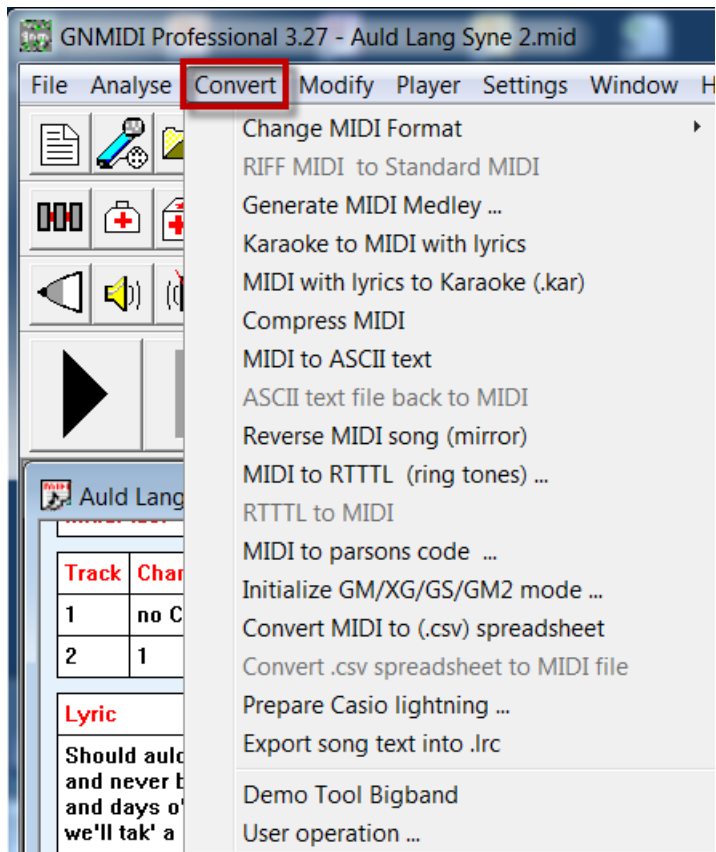 GNMIDI Professional 3.27 - Auld Lang Syne 2.mid
File Analyse Convert Modify Player Settings Window H
Change MIDI Format
RIFF MIDI to Standard MIDI
Generate MIDI Medley ...
Karaoke to MIDI with lyrics
MIDI with lyrics to Karaoke (.kar)
Compress MIDI
MIDI to ASCII text
ASCII text file back to MIDI
Reverse MIDI song (mirror)
MIDI to RTTTL (ring tones) ...
RTTTL to MIDI
MIDI to parsons code ...
Initialize GM/XG/GS/GM2 mode ...
Convert MIDI to (.csv) spreadsheet
Convert .csv spreadsheet to MIDI file
Prepare Casio lightning ...
Export song text into .lrc
Demo Tool Bigband
User operation ...
Auld Lang
Track Char
1 no C
2 1
Lyric
Should auld
and never b
and days o'
we'll tak' a